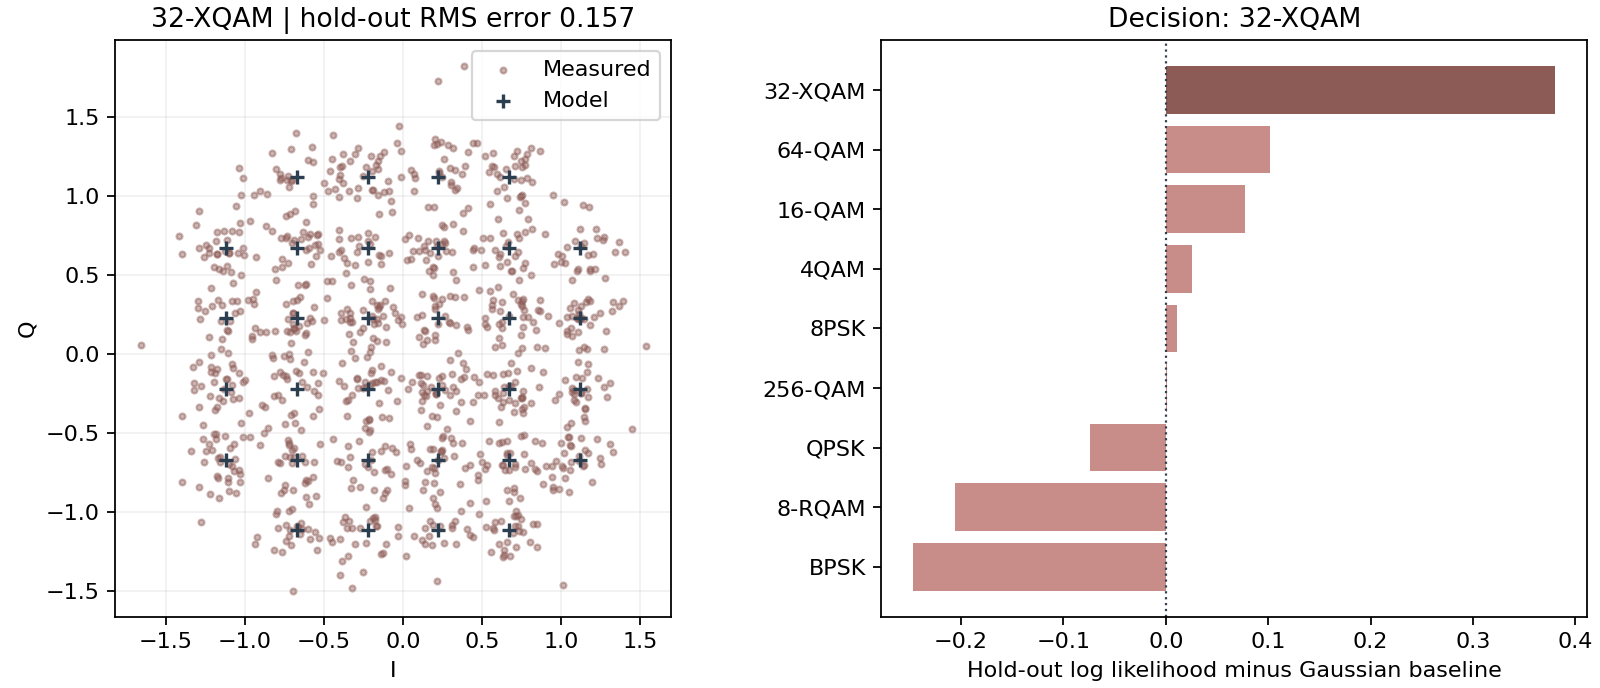 32-XQAM | hold-out RMS error 0.157
Measured
Model
1.5
1.0
0.5
0.0
−0.5
−1.0
−1.5
Q
−1.5
−1.0
−0.5
0.0
0.5
1.0
1.5
I
Decision: 32-XQAM
32-XQAM
64-QAM
16-QAM
4QAM
8PSK
256-QAM
QPSK
8-RQAM
BPSK
−0.2
−0.1
0.0
0.1
0.2
0.3
0.4
Hold-out log likelihood minus Gaussian baseline